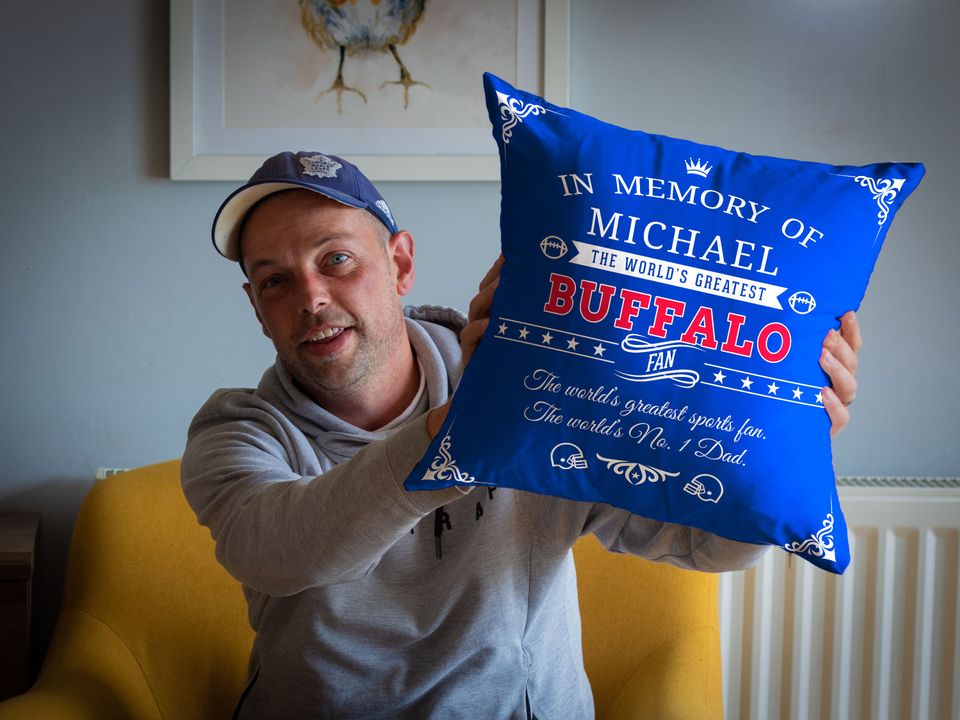 IN MEMORY OF
MICHAEL
THE WORLD'S GREATEST
BUFFALO
FAN
The world's greatest sports fan.
The world's No. 1 Dad.